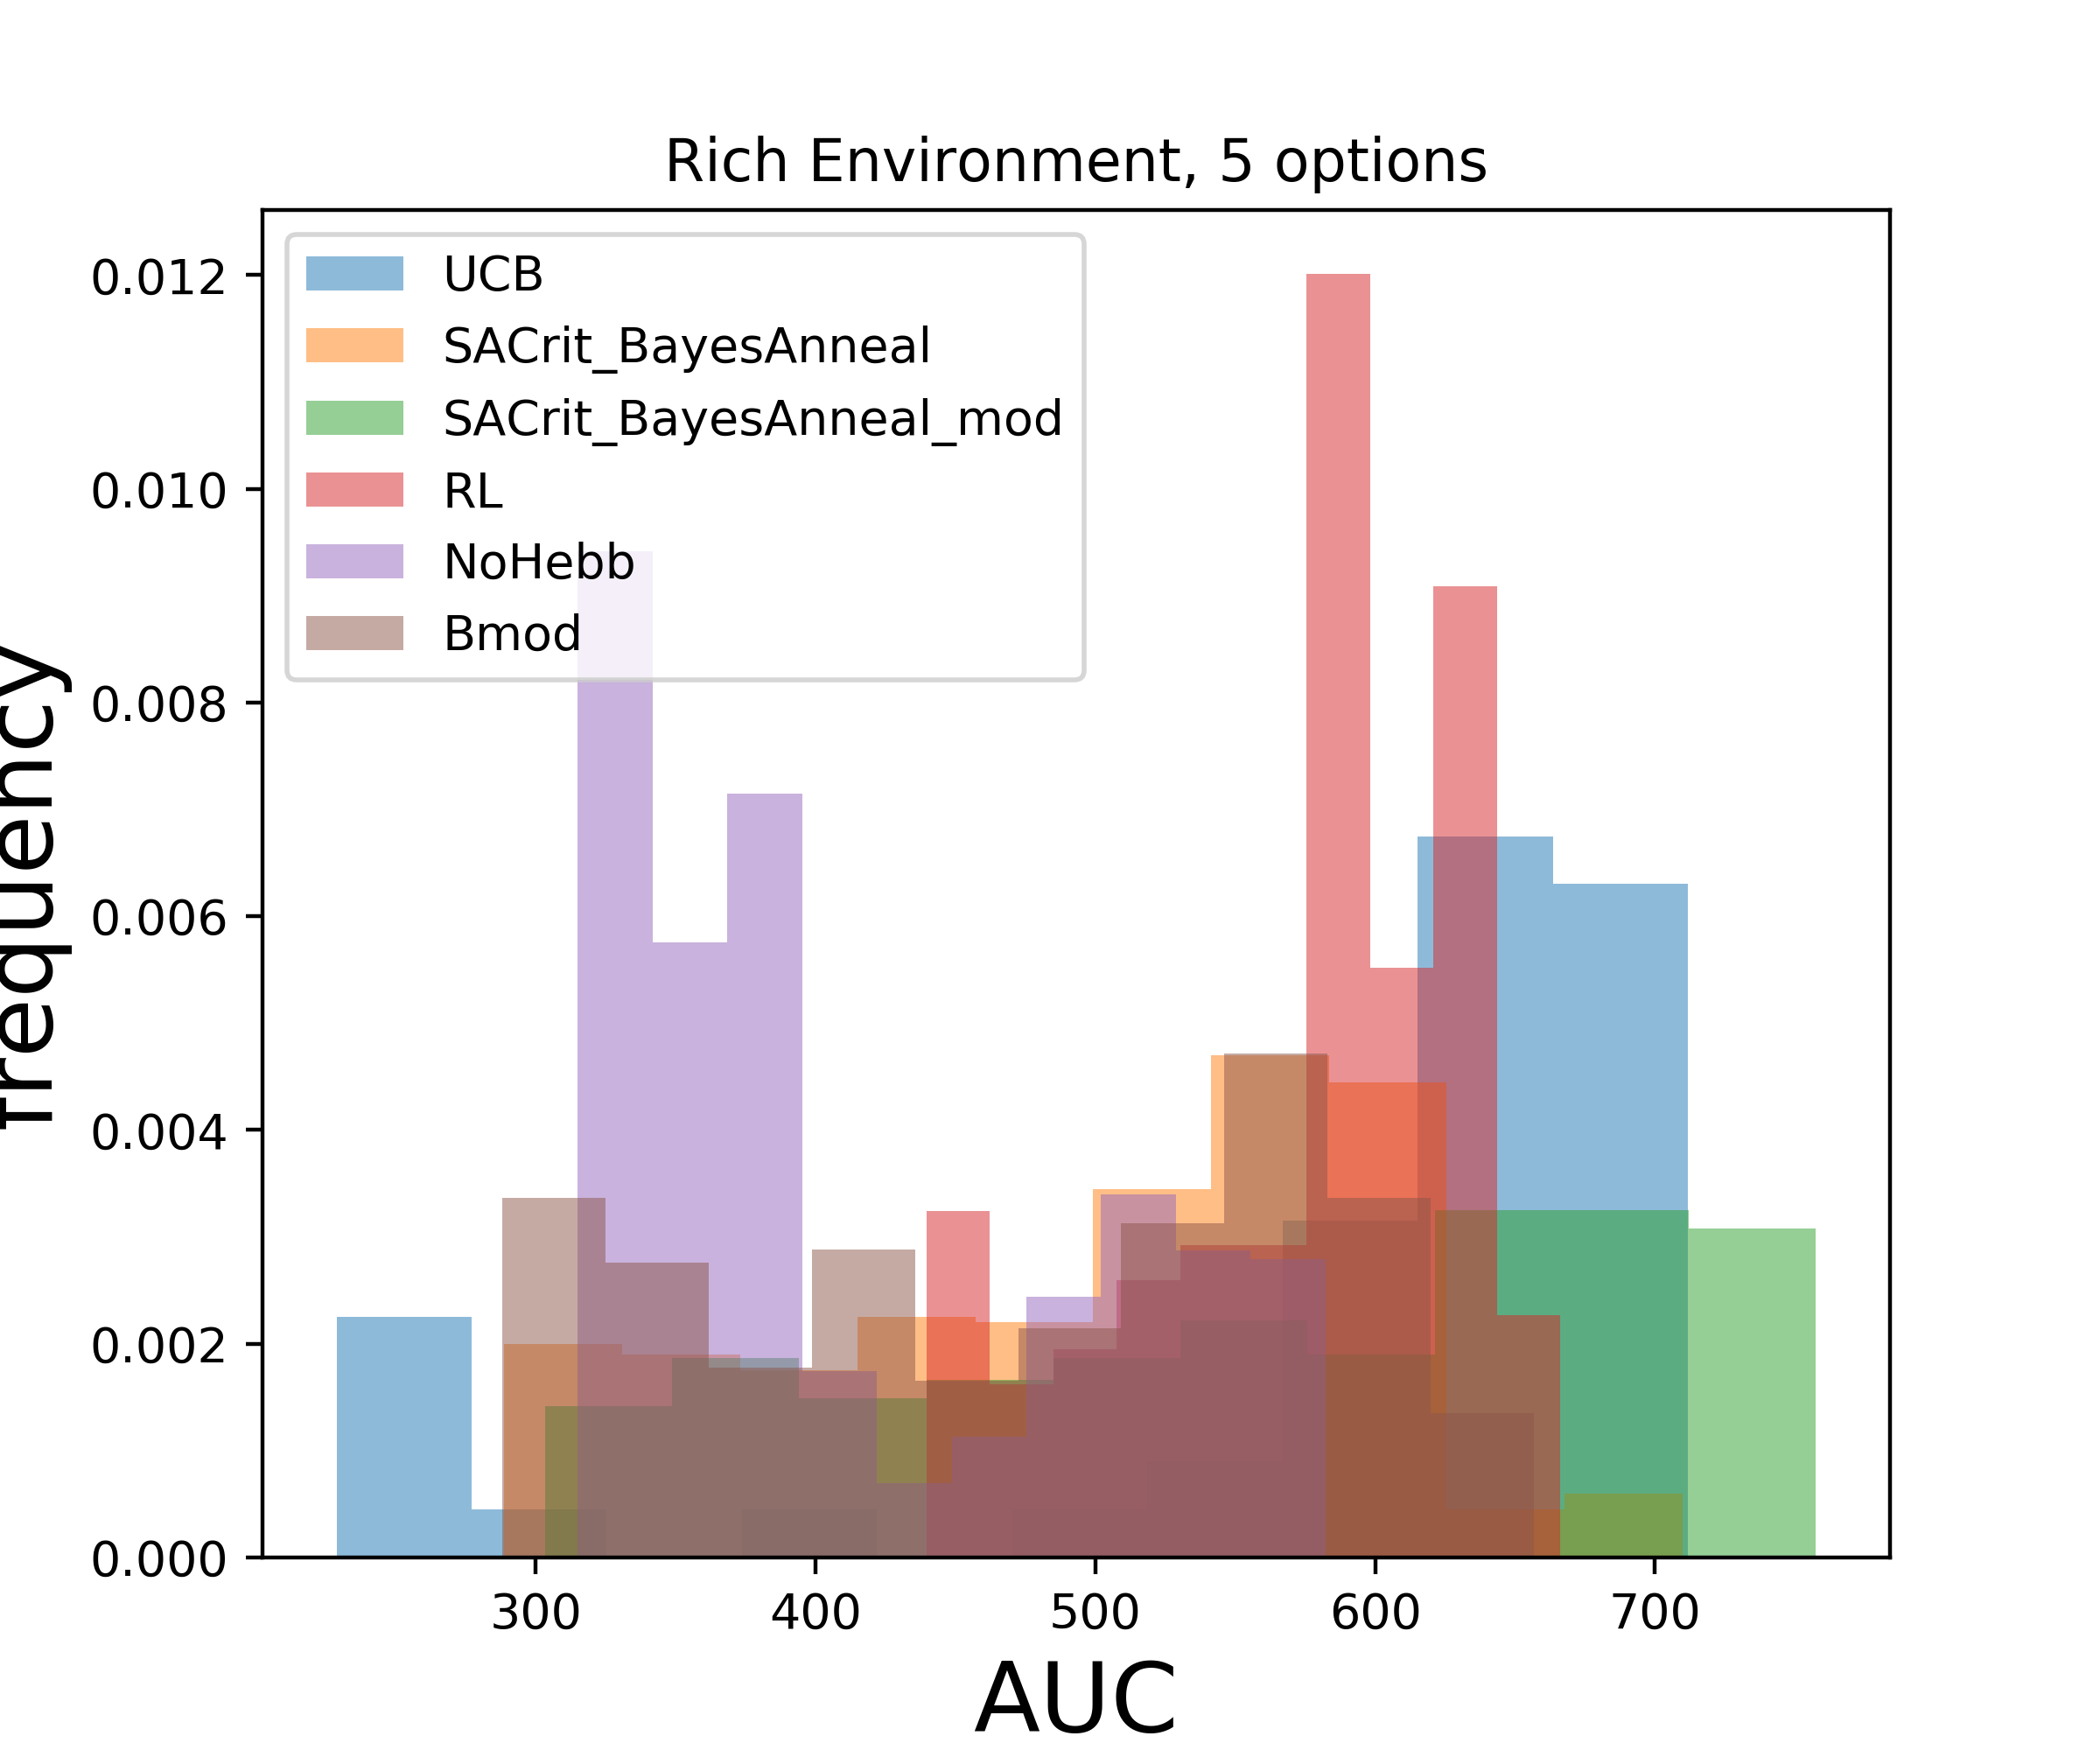 Rich Environment, 5 options
UCB
SACrit_BayesAnneal
SACrit_BayesAnneal_mod
RL
NoHebb
Bmod
0.012
0.010
0.008
0.006
0.004
0.002
0.000
frequency
300 400 500 600 700
AUC